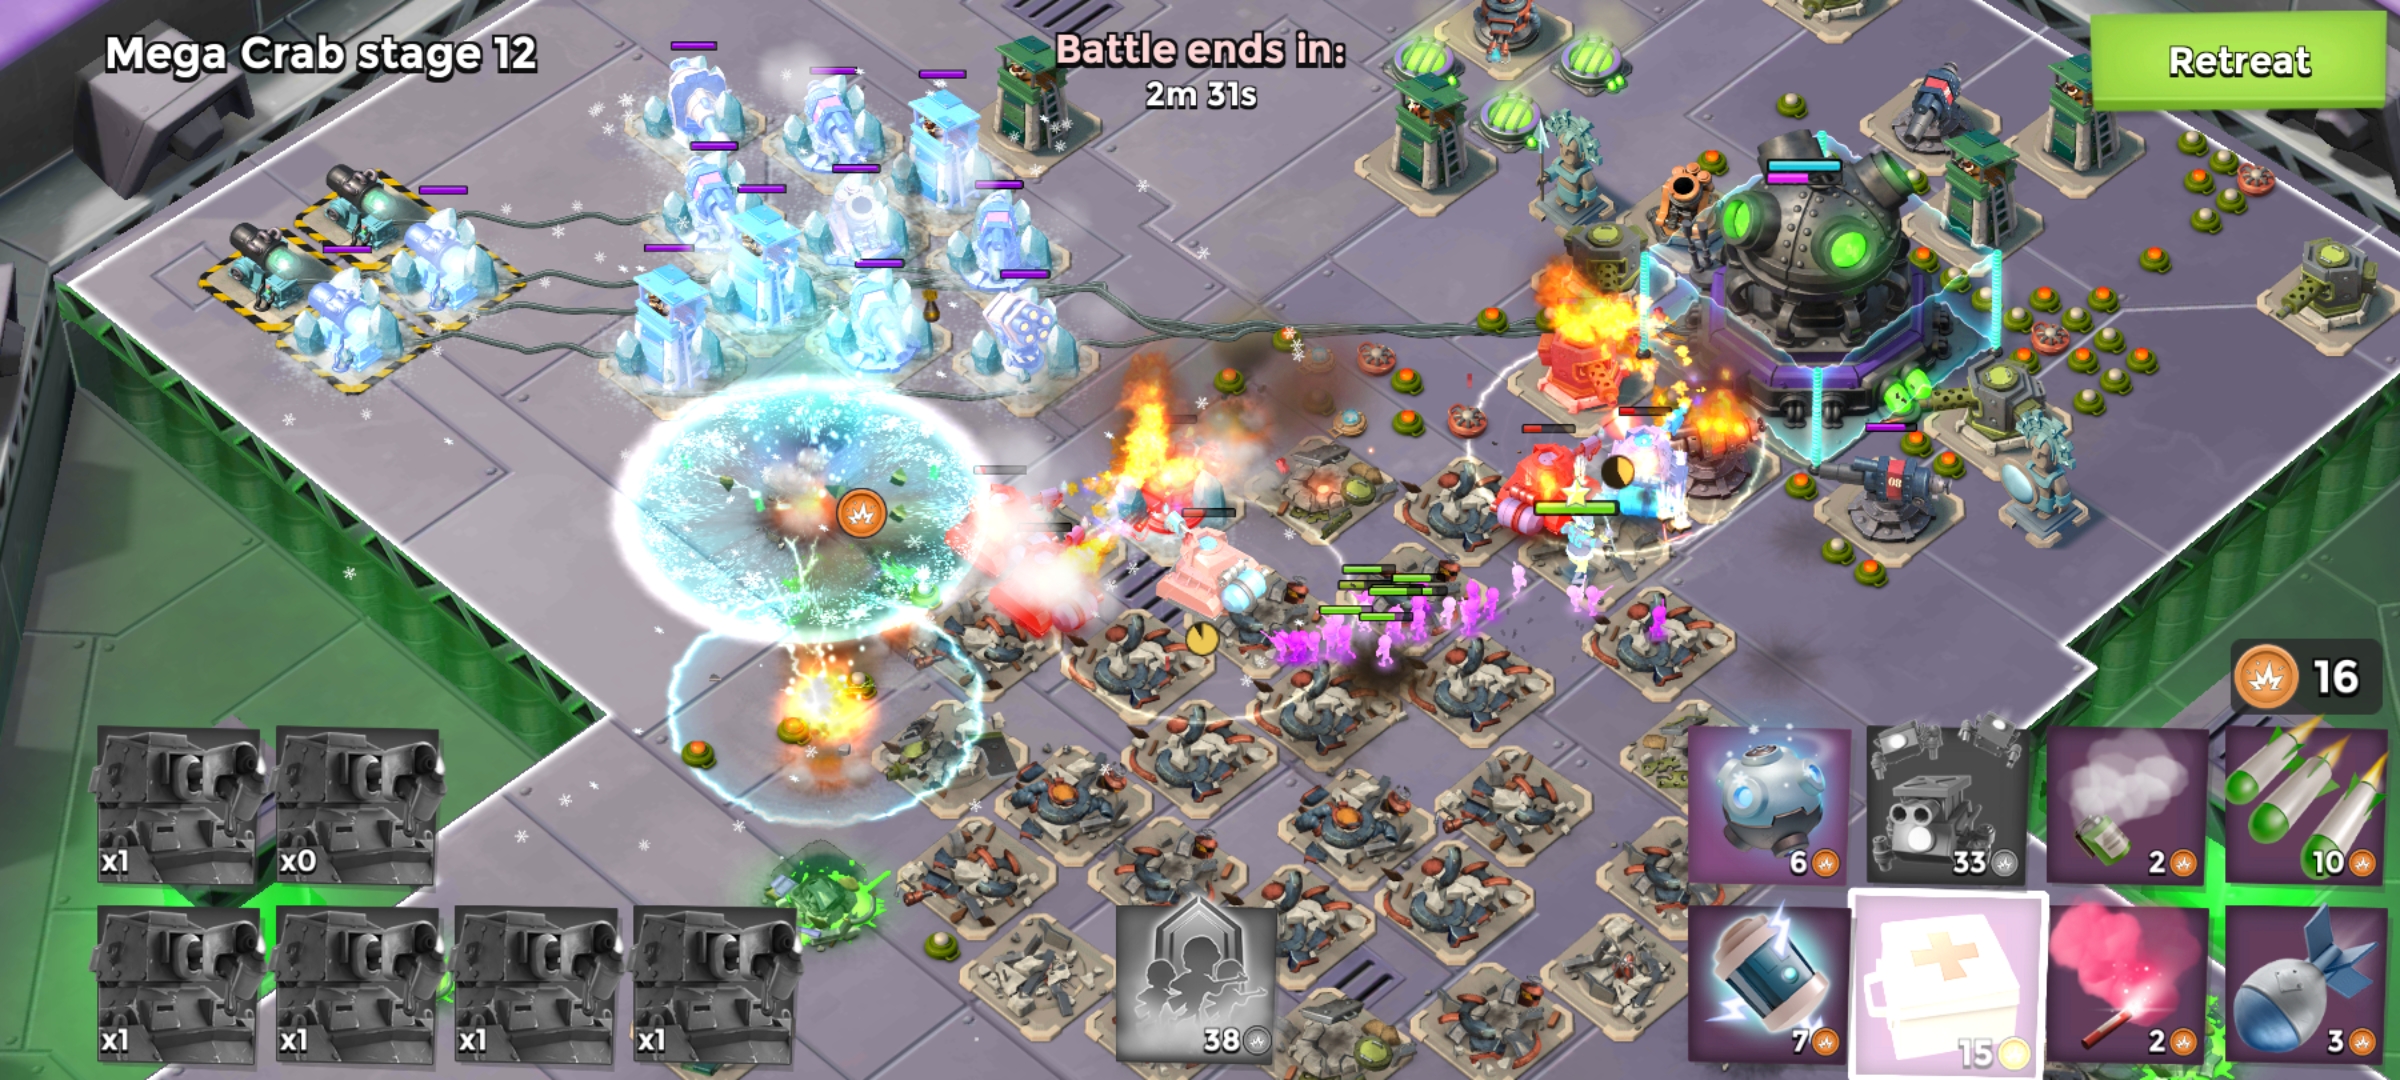 Mega Crab stage 12
Battle ends in:
2m 31s
Retreat
16
x1
x0
6
33
2
10
x1
x1
x1
x1
38
7
15
2
3